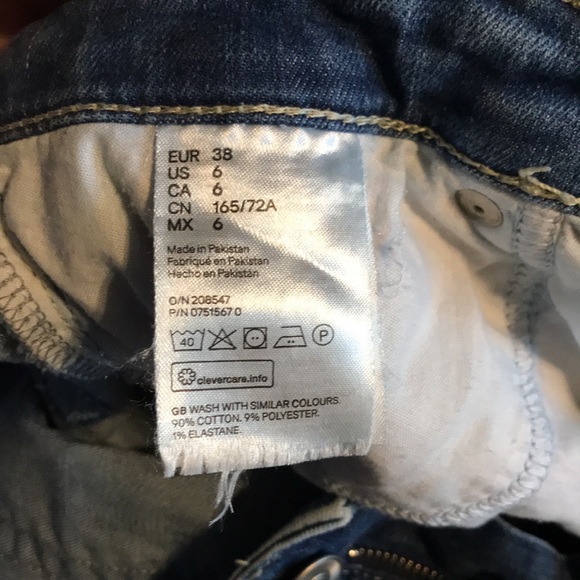 EUR 38
US 6
CA 6
CN 165/72A
MX 6
Made in Pakistan
Fabriqué en Pakistan
Hecho en Pakistán
O/N 208547
P/N 0751567 0
40 P
clevercare.info
GB WASH WITH SIMILAR COLOURS.
90% COTTON. 9% POLYESTER.
1% ELASTANE.